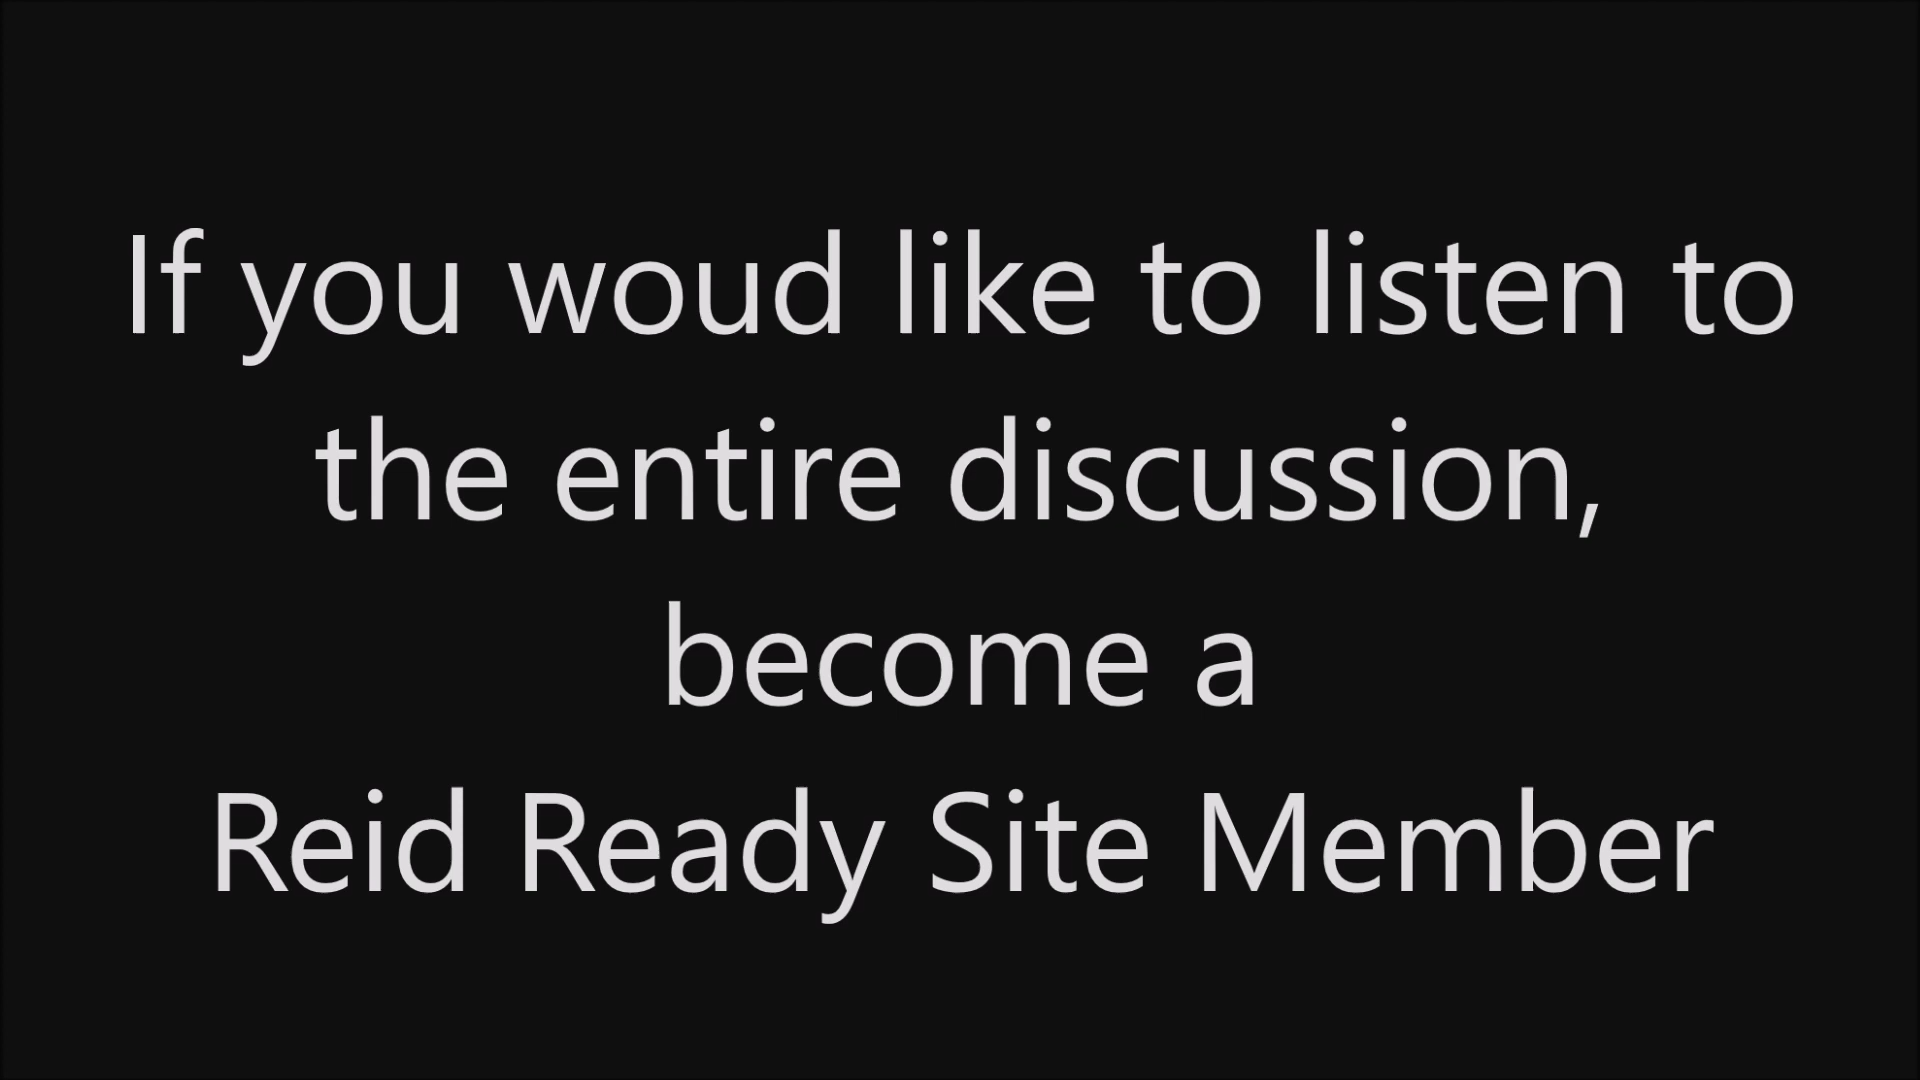 If you woud like to listen to
the entire discussion,
become a
Reid Ready Site Member